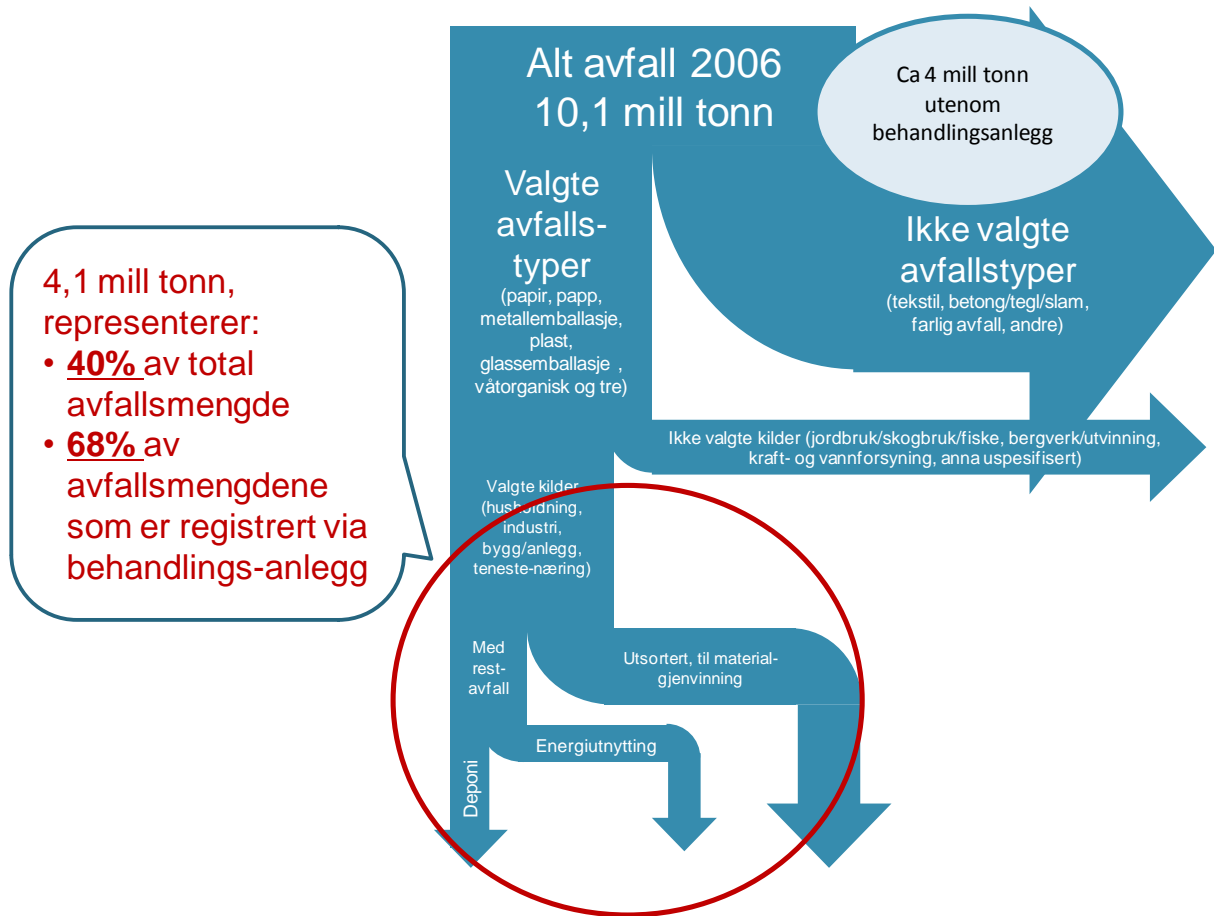 Alt avfall 2006
10,1 mill tonn
Ca 4 mill tonn
utenom
behandlingsanlegg
Valgte
avfalls-
typer
(papir, papp,
metallemballasje,
plast,
glassemballasje ,
våtorganisk og tre)
Ikke valgte
avfallstyper
(tekstil, betong/tegl/slam,
farlig avfall, andre)
4,1 mill tonn,
representerer:
• 40% av total
avfallsmengde
• 68% av
avfallsmengdene
som er registrert via
behandlings-anlegg
Ikke valgte kilder (jordbruk/skogbruk/fiske, bergverk/utvinning,
kraft- og vannforsyning, anna uspesifisert)
Valgte kilder
(husholdning,
industri,
bygg/anlegg,
teneste-næring)
Med
rest-
avfall
Utsortert, til material-
gjenvinning
Energiutnytting
Deponi